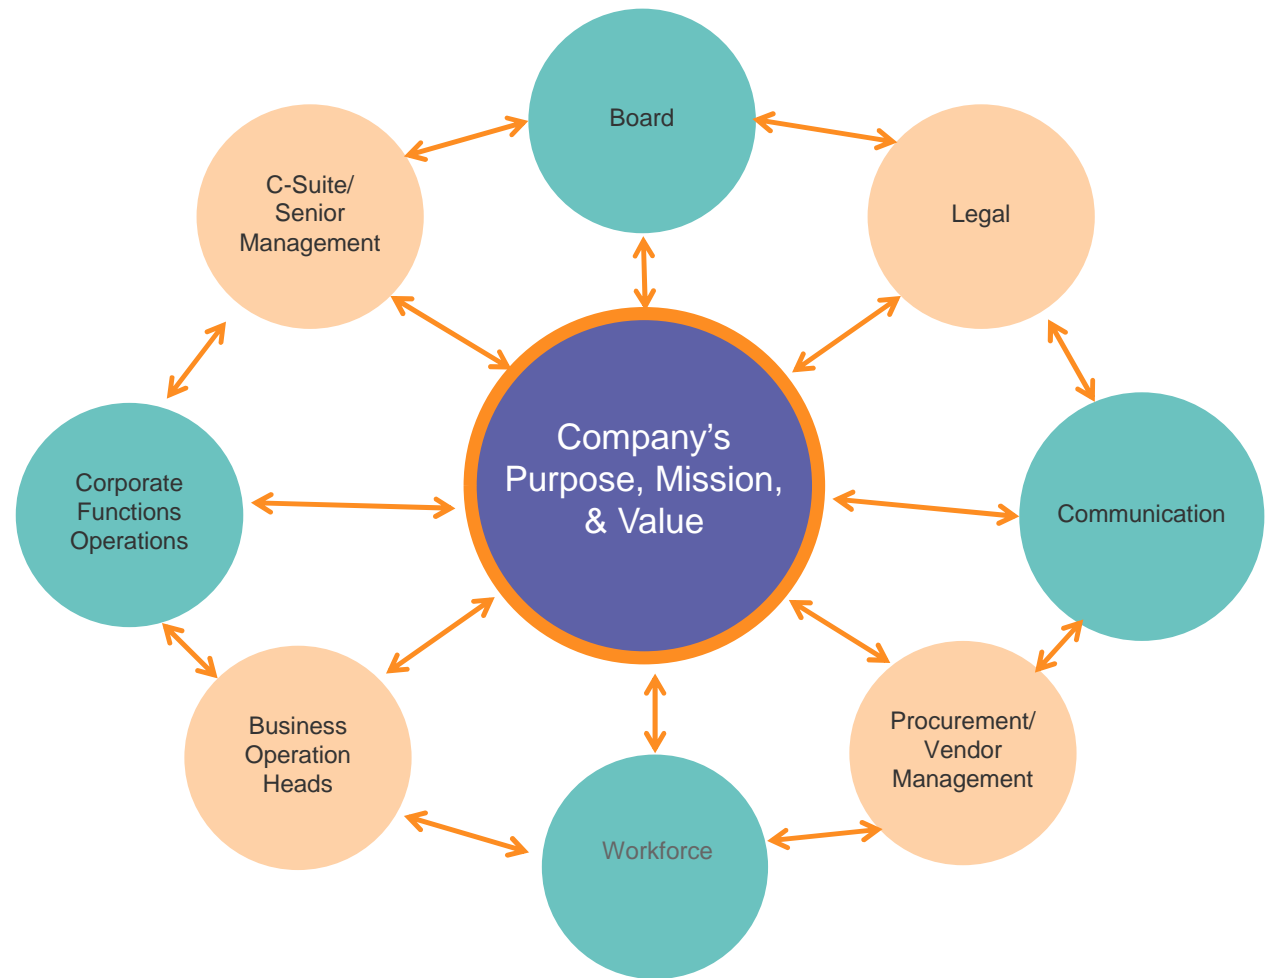 Board
C-Suite/
Senior
Management
Legal
Company’s
Purpose, Mission,
& Value
Corporate
Functions
Operations
Communication
Business
Operation
Heads
Procurement/
Vendor
Management
Workforce